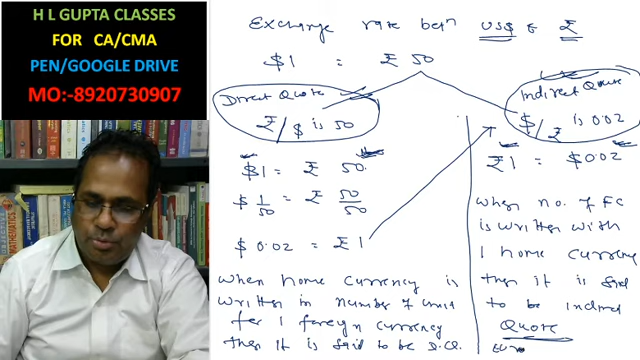 H L GUPTA CLASSES
FOR CA/CMA
PEN/GOOGLE DRIVE
MO:-8920730907
Exchange rate betn US$ & ₹
$1 = ₹ 50
Direct Quote
₹/$ is 50
$1 = ₹ 50.
$ 1/50 = ₹ 50/50
$ 0.02 = ₹ 1
When home currency is
written in number of unit
for 1 foreign currency
then it is said to be D.Q.
Indirect Quote
$/₹ is 0.02
₹1 = $0.02
When no. of FC
is written with
1 home currency
then it is said
to be indirect
Quote